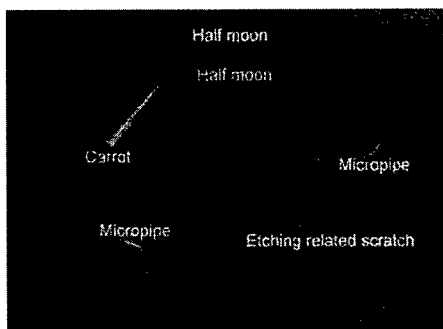 Half moon
Half moon
Carrot
Micropipe
Micropipe
Etching related scratch